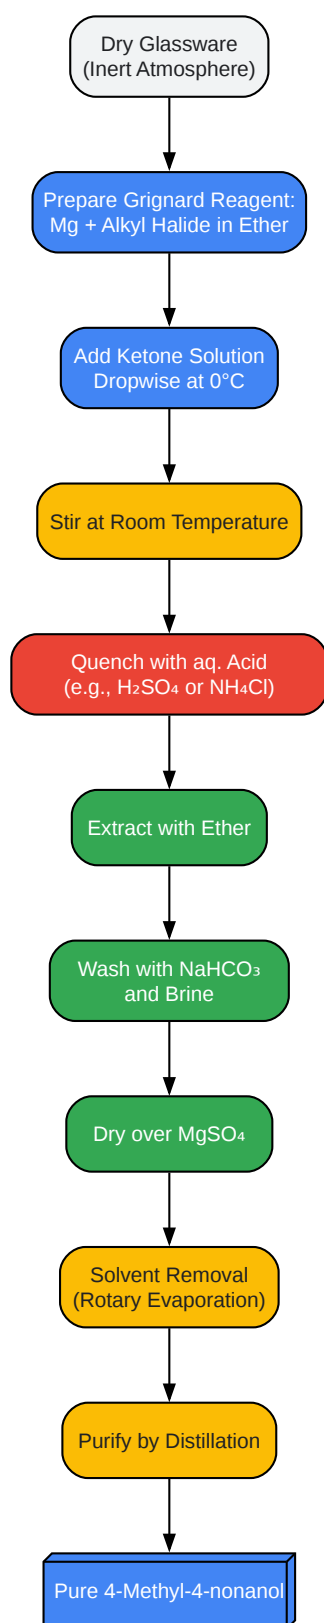 Dry Glassware
(Inert Atmosphere)
Prepare Grignard Reagent:
Mg + Alkyl Halide in Ether
Add Ketone Solution
Dropwise at 0°C
Stir at Room Temperature
Quench with aq. Acid
(e.g., H₂SO₄ or NH₄Cl)
Extract with Ether
Wash with NaHCO₃
and Brine
Dry over MgSO₄
Solvent Removal
(Rotary Evaporation)
Purify by Distillation
Pure 4-Methyl-4-nonanol